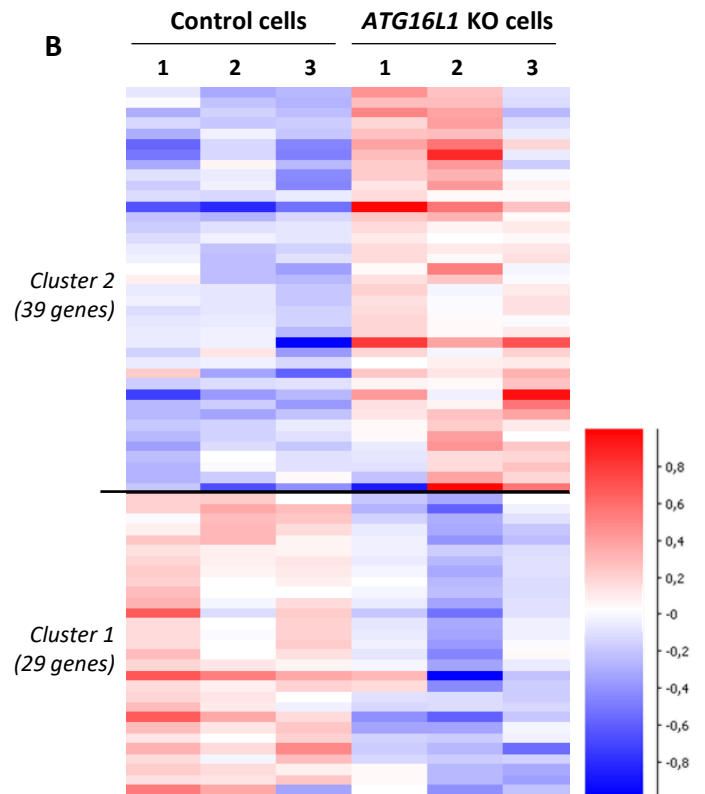 B
Control cells ATG16L1 KO cells
1 2 3 1 2 3
Cluster 2
(39 genes)
Cluster 1
(29 genes)
0,8
0,6
0,4
0,2
-0
-0,2
-0,4
-0,6
-0,8